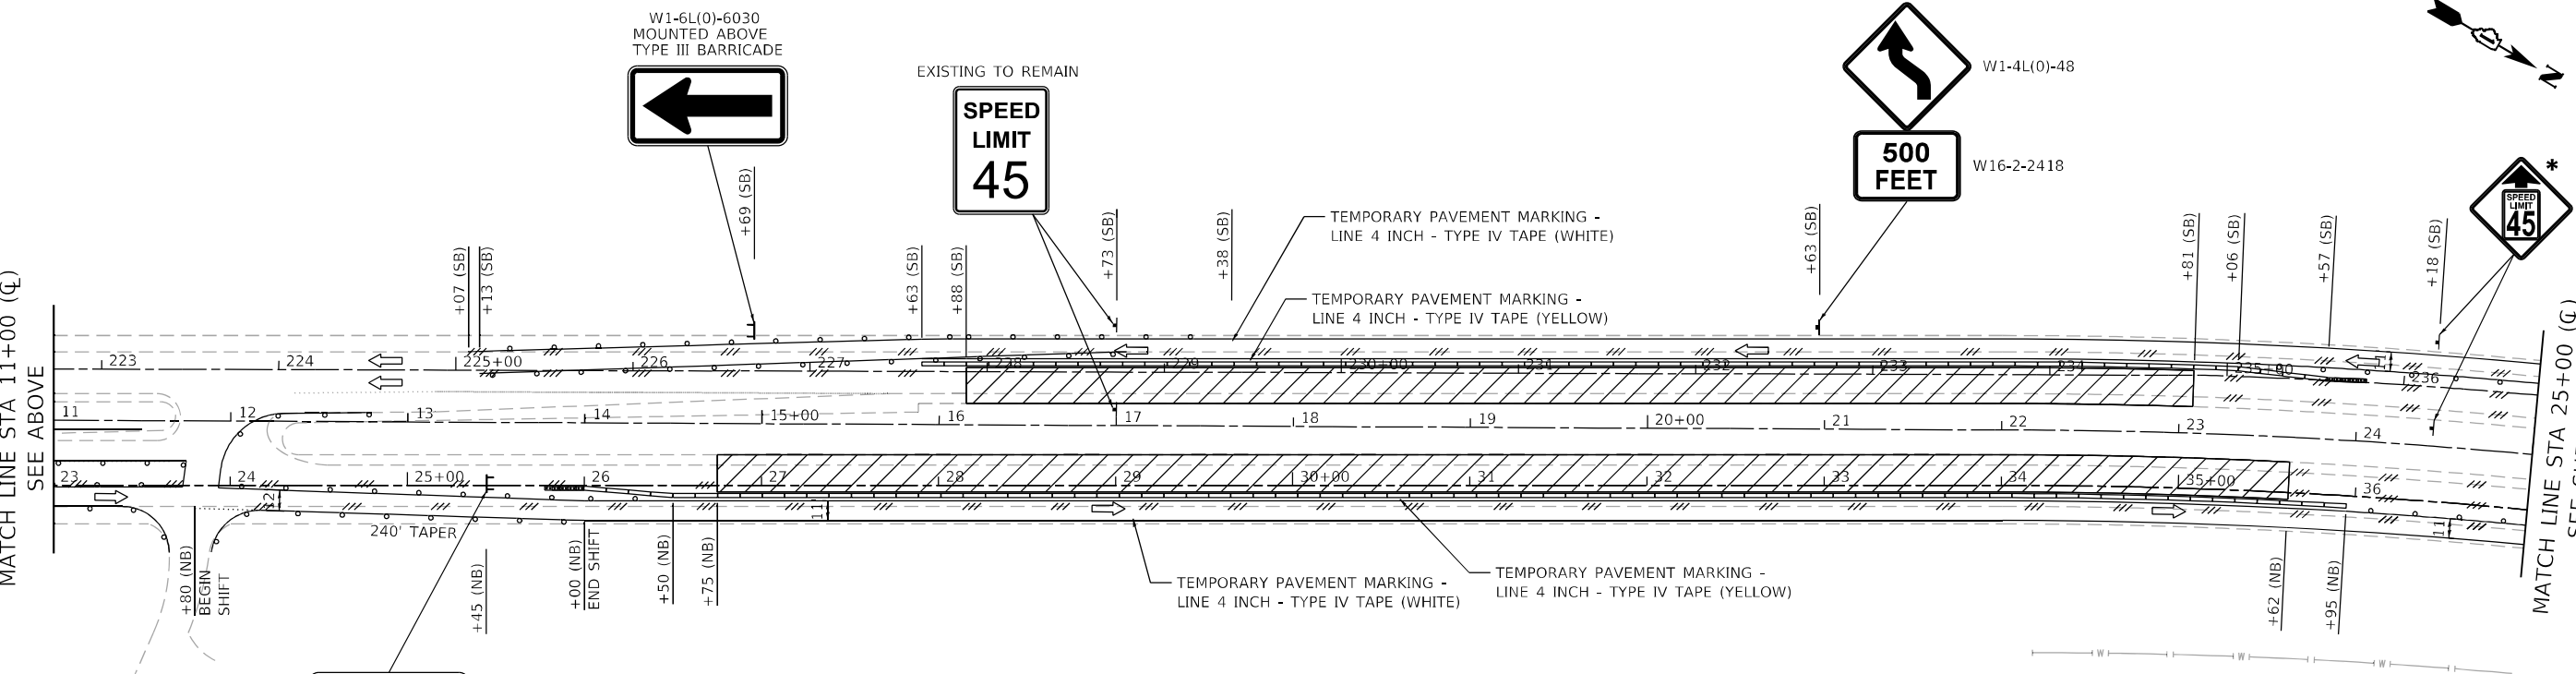 W1-6L(O)-6030
MOUNTED ABOVE
TYPE III BARRICADE
EXISTING TO REMAIN
SPEED
LIMIT
45
W1-4L(O)-48
500
FEET
W16-2-2418
N
*
SPEED
LIMIT
45
TEMPORARY PAVEMENT MARKING -
LINE 4 INCH - TYPE IV TAPE (WHITE)
TEMPORARY PAVEMENT MARKING -
LINE 4 INCH - TYPE IV TAPE (YELLOW)
+07 (SB)
+13 (SB)
+69 (SB)
+63 (SB)
+88 (SB)
+73 (SB)
+38 (SB)
+63 (SB)
+81 (SB)
+06 (SB)
+57 (SB)
+18 (SB)
MATCH LINE STA 11+00 (℄)
SEE ABOVE
223
224
225+00
226
227
228
229
230+00
231
232
233
234
235+00
236
11
12
13
14
15+00
16
17
18
19
20+00
21
22
23
24
23
24
25+00
26
27
28
29
30+00
31
32
33
34
35+00
36
12
11
11
240' TAPER
+80 (NB)
BEGIN
SHIFT
+45 (NB)
+00 (NB)
END SHIFT
+50 (NB)
+75 (NB)
TEMPORARY PAVEMENT MARKING -
LINE 4 INCH - TYPE IV TAPE (WHITE)
TEMPORARY PAVEMENT MARKING -
LINE 4 INCH - TYPE IV TAPE (YELLOW)
+62 (NB)
+95 (NB)
MATCH LINE STA 25+00 (℄)
W
W
W